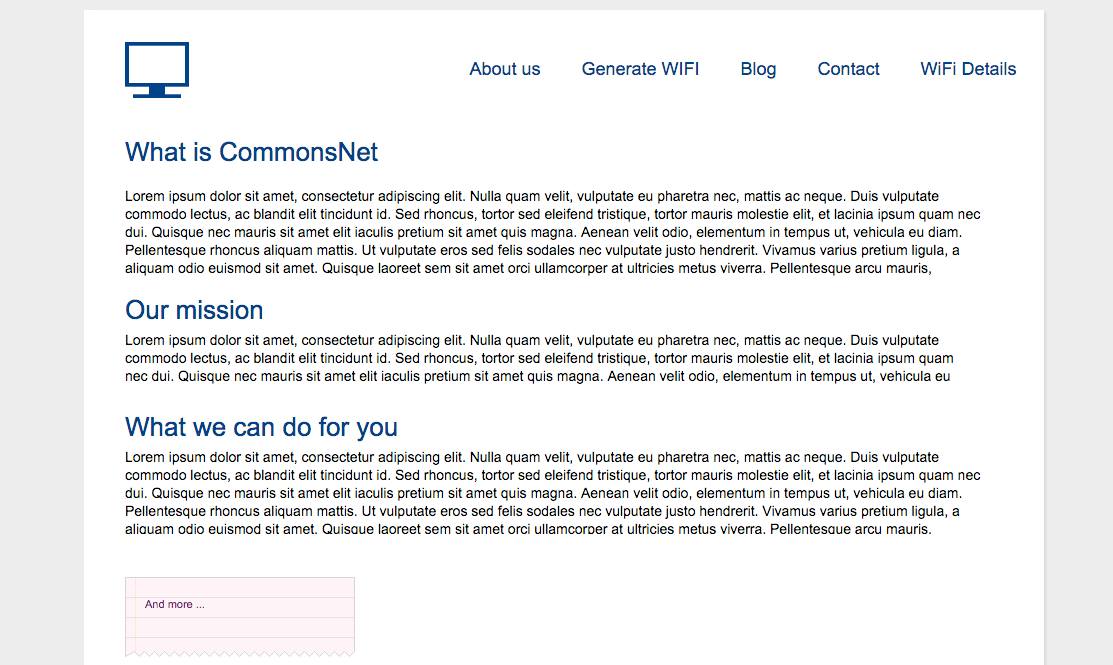 About us Generate WIFI Blog Contact WiFi Details
What is CommonsNet
Lorem ipsum dolor sit amet, consectetur adipiscing elit. Nulla quam velit, vulputate eu pharetra nec, mattis ac neque. Duis vulputate
commodo lectus, ac blandit elit tincidunt id. Sed rhoncus, tortor sed eleifend tristique, tortor mauris molestie elit, et lacinia ipsum quam nec
dui. Quisque nec mauris sit amet elit iaculis pretium sit amet quis magna. Aenean velit odio, elementum in tempus ut, vehicula eu diam.
Pellentesque rhoncus aliquam mattis. Ut vulputate eros sed felis sodales nec vulputate justo hendrerit. Vivamus varius pretium ligula, a
aliquam odio euismod sit amet. Quisque laoreet sem sit amet orci ullamcorper at ultricies metus viverra. Pellentesque arcu mauris,
Our mission
Lorem ipsum dolor sit amet, consectetur adipiscing elit. Nulla quam velit, vulputate eu pharetra nec, mattis ac neque. Duis vulputate
commodo lectus, ac blandit elit tincidunt id. Sed rhoncus, tortor sed eleifend tristique, tortor mauris molestie elit, et lacinia ipsum quam
nec dui. Quisque nec mauris sit amet elit iaculis pretium sit amet quis magna. Aenean velit odio, elementum in tempus ut, vehicula eu
What we can do for you
Lorem ipsum dolor sit amet, consectetur adipiscing elit. Nulla quam velit, vulputate eu pharetra nec, mattis ac neque. Duis vulputate
commodo lectus, ac blandit elit tincidunt id. Sed rhoncus, tortor sed eleifend tristique, tortor mauris molestie elit, et lacinia ipsum quam nec
dui. Quisque nec mauris sit amet elit iaculis pretium sit amet quis magna. Aenean velit odio, elementum in tempus ut, vehicula eu diam.
Pellentesque rhoncus aliquam mattis. Ut vulputate eros sed felis sodales nec vulputate justo hendrerit. Vivamus varius pretium ligula, a
aliquam odio euismod sit amet. Quisque laoreet sem sit amet orci ullamcorper at ultricies metus viverra. Pellentesque arcu mauris.
And more ...